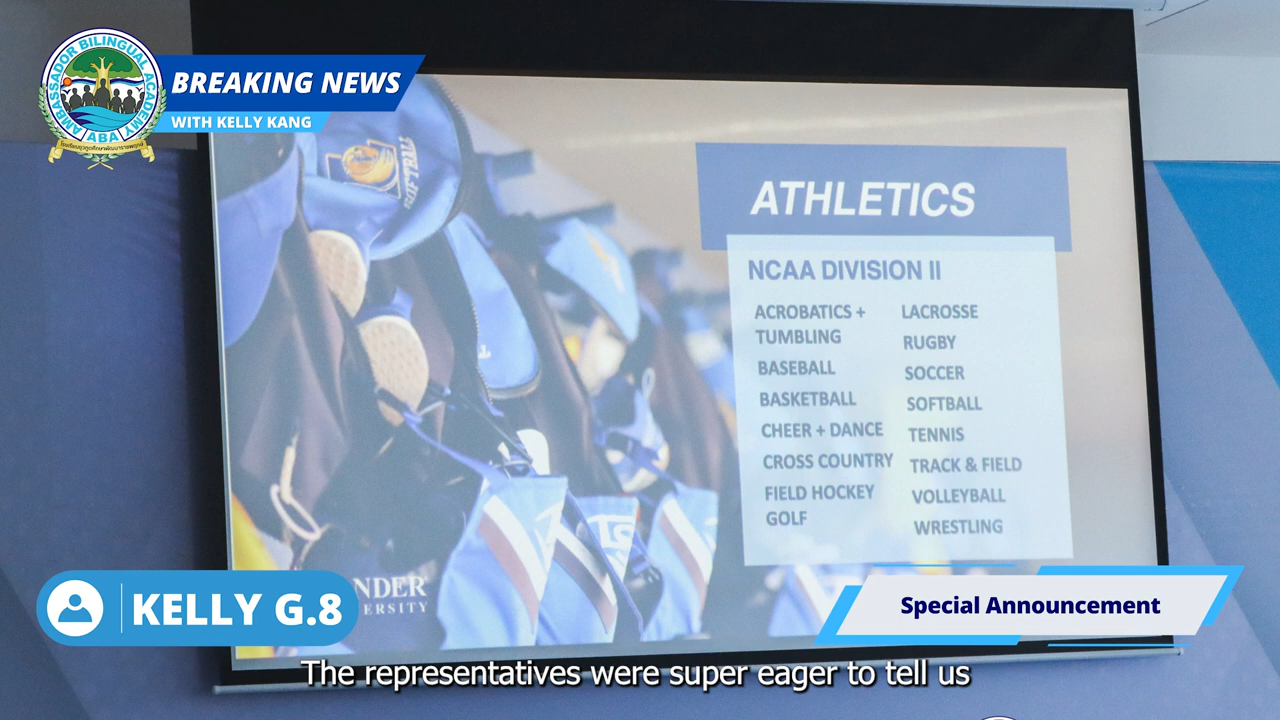 AMBASSADOR BILINGUAL ACADEMY
ABA
BREAKING NEWS
WITH KELLY KANG
SOFTBALL
ATHLETICS
NCAA DIVISION II
ACROBATICS +
TUMBLING
BASEBALL
BASKETBALL
CHEER + DANCE
CROSS COUNTRY
FIELD HOCKEY
GOLF
LACROSSE
RUGBY
SOCCER
SOFTBALL
TENNIS
TRACK & FIELD
VOLLEYBALL
WRESTLING
NDER
ERSITY
KELLY G.8
Special Announcement
The representatives were super eager to tell us